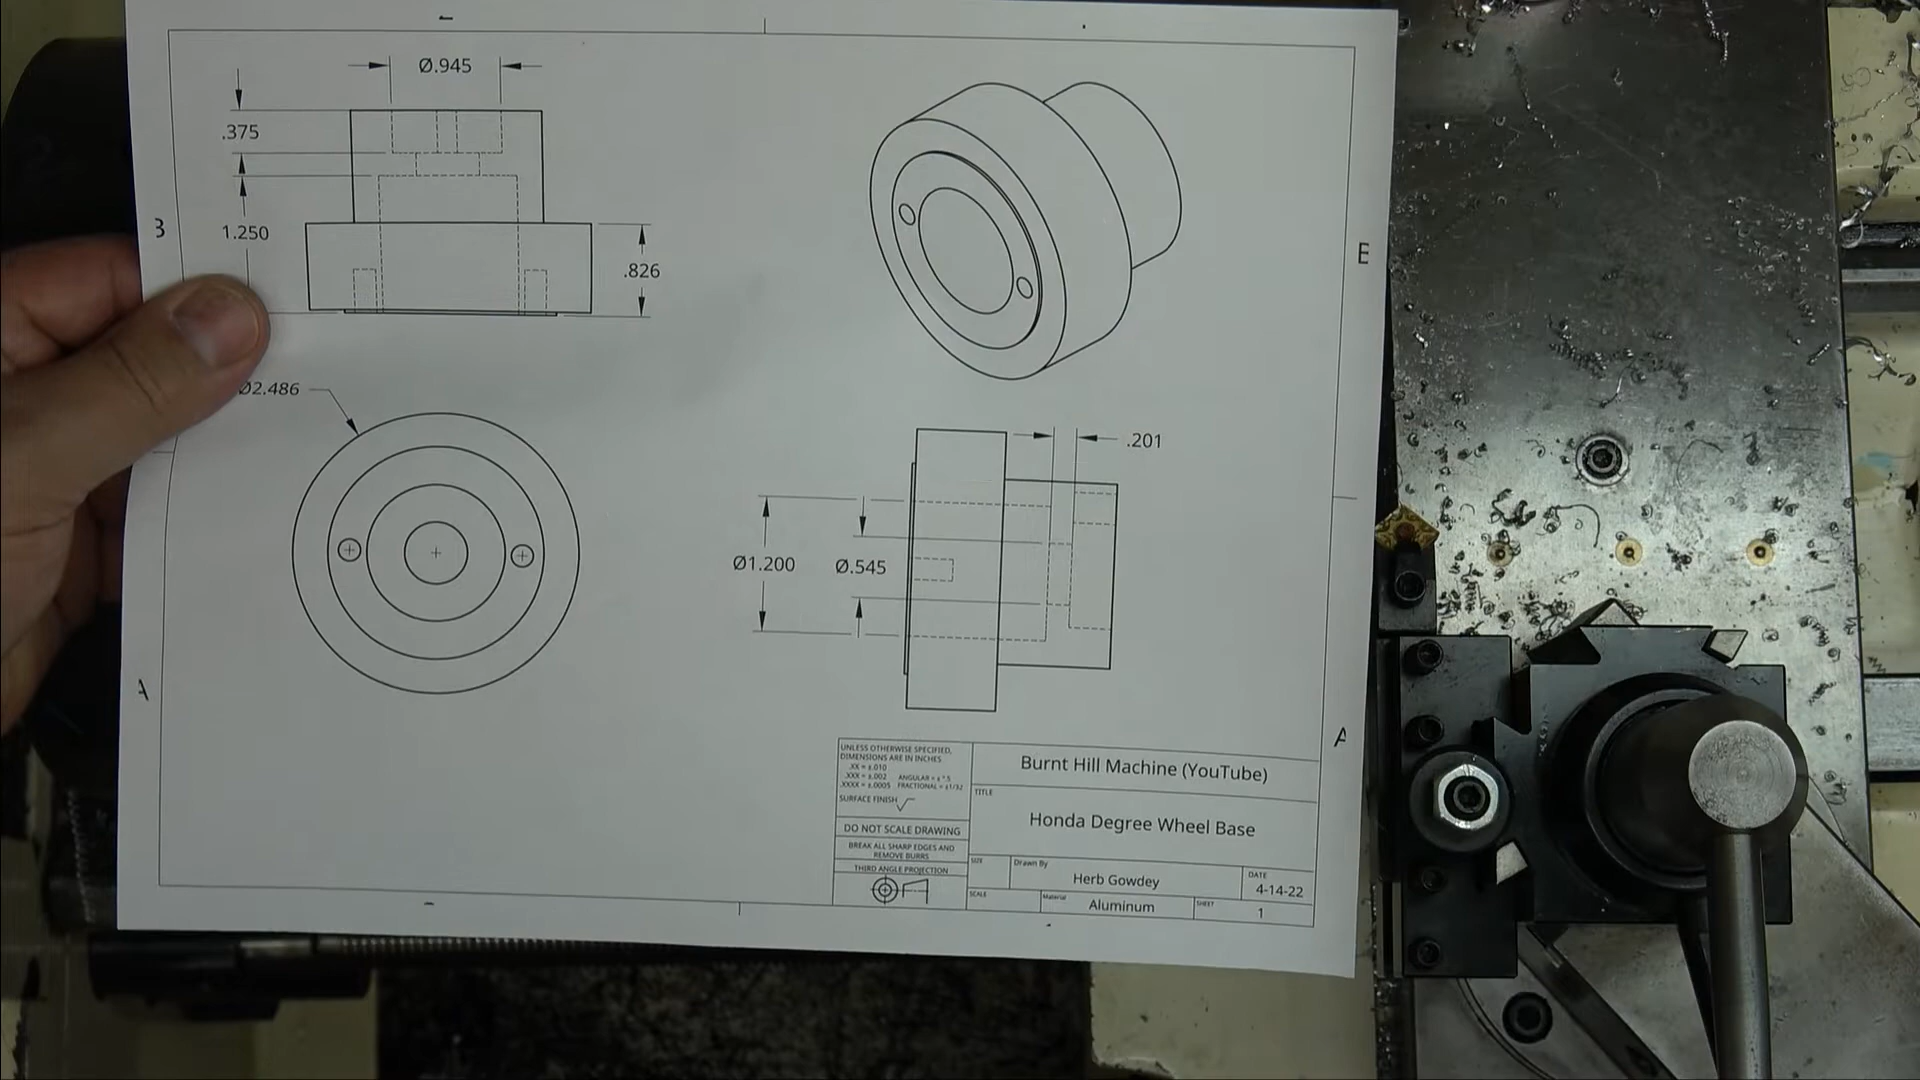 Ø.945
.375
1.250
.826
B
E
Ø2.486
.201
Ø1.200
Ø.545
A
A
UNLESS OTHERWISE SPECIFIED,
DIMENSIONS ARE IN INCHES
.XX = ±.010
.XXX = ±.002 ANGULAR = ±°.5
.XXXX = ±.0005 FRACTIONAL = ±1/32
SURFACE FINISH √
DO NOT SCALE DRAWING
BREAK ALL SHARP EDGES AND
REMOVE BURRS
THIRD ANGLE PROJECTION
Burnt Hill Machine (YouTube)
TITLE
Honda Degree Wheel Base
SIZE
Drawn By
Herb Gowdey
DATE
4-14-22
SCALE
Material
Aluminum
SHEET
1